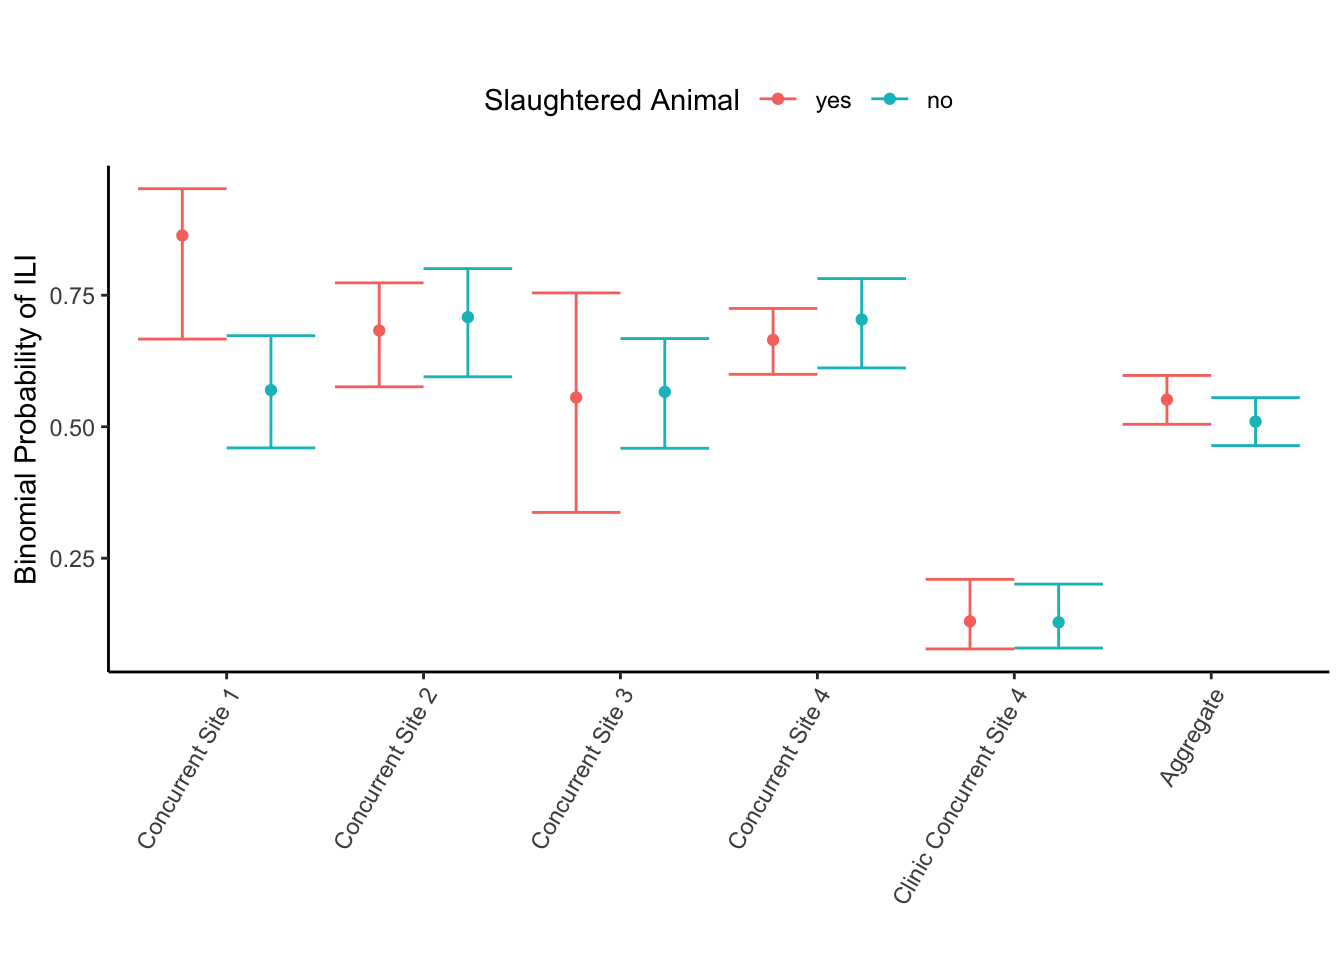 Slaughtered Animal yes no
Binomial Probability of ILI
0.75
0.50
0.25
Concurrent Site 1
Concurrent Site 2
Concurrent Site 3
Concurrent Site 4
Clinic Concurrent Site 4
Aggregate